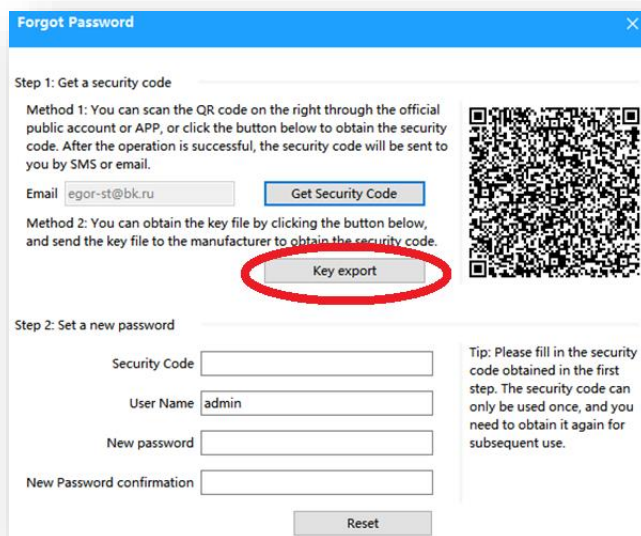 Forgot Password
Step 1: Get a security code
Method 1: You can scan the QR code on the right through the official
public account or APP, or click the button below to obtain the security
code. After the operation is successful, the security code will be sent to
you by SMS or email.
Email egor-st@bk.ru Get Security Code
Method 2: You can obtain the key file by clicking the button below,
and send the key file to the manufacturer to obtain the security code.
Key export
Step 2: Set a new password
Security Code
User Name admin
New password
New Password confirmation
Reset
Tip: Please fill in the security
code obtained in the first
step. The security code can
only be used once, and you
need to obtain it again for
subsequent use.